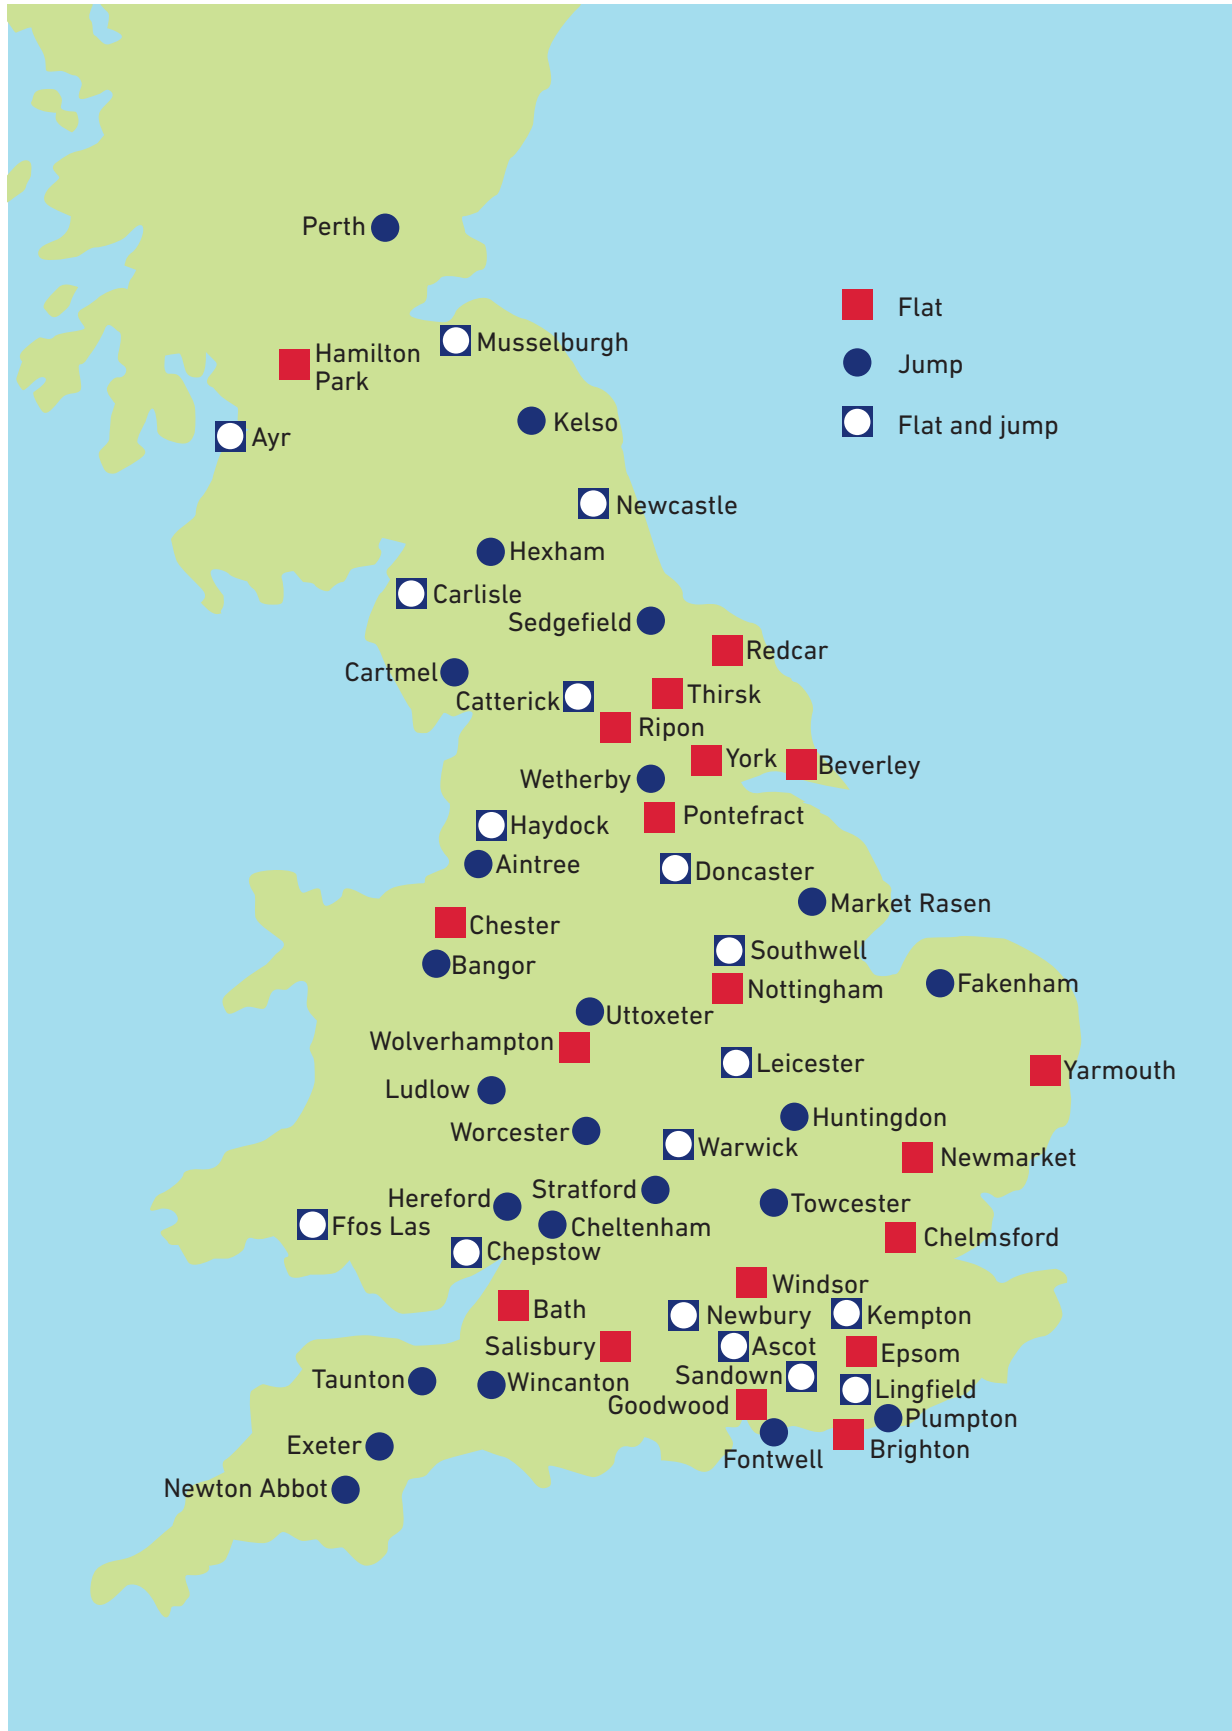 Perth
Flat
Musselburgh
Hamilton
Park
Jump
Kelso
Flat and jump
Ayr
Newcastle
Hexham
Carlisle
Sedgefield
Redcar
Cartmel
Thirsk
Catterick
Ripon
York
Beverley
Wetherby
Pontefract
Haydock
Aintree
Doncaster
Market Rasen
Chester
Southwell
Bangor
Fakenham
Nottingham
Uttoxeter
Wolverhampton
Leicester
Yarmouth
Ludlow
Huntingdon
Worcester
Warwick
Newmarket
Stratford
Hereford
Towcester
Ffos Las
Cheltenham
Chelmsford
Chepstow
Windsor
Bath
Newbury
Kempton
Salisbury
Ascot
Epsom
Sandown
Taunton
Wincanton
Lingfield
Goodwood
Plumpton
Exeter
Brighton
Fontwell
Newton Abbot